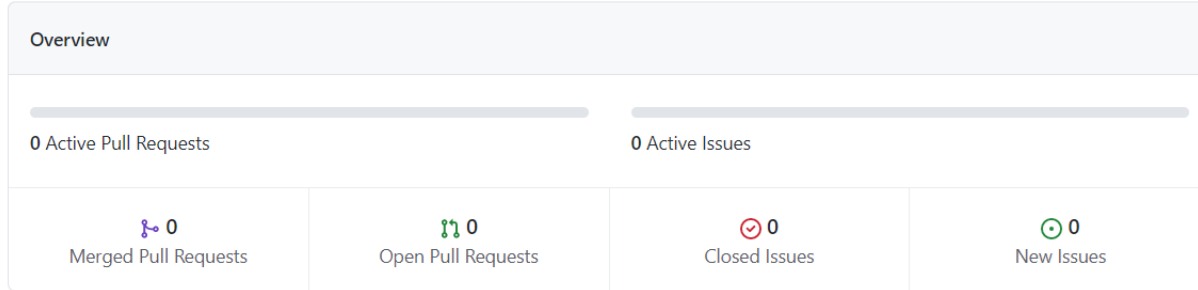 Overview
0 Active Pull Requests
0 Active Issues
0
Merged Pull Requests
0
Open Pull Requests
0
Closed Issues
0
New Issues